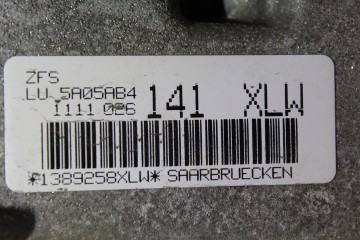 ZFS
LU 5A05AB4
1111 026 141 XLW
*1389258XLW* SAARBRUECKEN